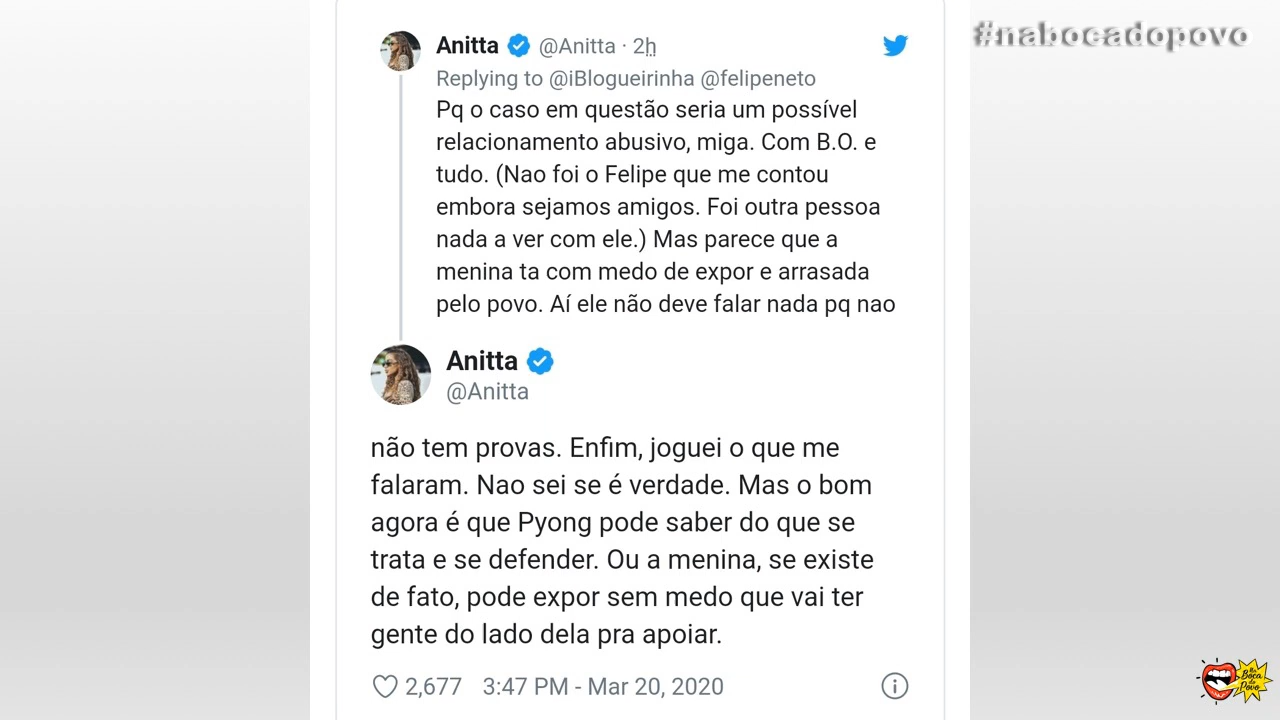 #nabocadopovo
Anitta @Anitta · 2h
Replying to @iBlogueirinha @felipeneto
Pq o caso em questão seria um possível
relacionamento abusivo, miga. Com B.O. e
tudo. (Nao foi o Felipe que me contou
embora sejamos amigos. Foi outra pessoa
nada a ver com ele.) Mas parece que a
menina ta com medo de expor e arrasada
pelo povo. Aí ele não deve falar nada pq nao
Anitta
@Anitta
não tem provas. Enfim, joguei o que me
falaram. Nao sei se é verdade. Mas o bom
agora é que Pyong pode saber do que se
trata e se defender. Ou a menina, se existe
de fato, pode expor sem medo que vai ter
gente do lado dela pra apoiar.
2,677 3:47 PM - Mar 20, 2020
Na
Boca
do
Povo